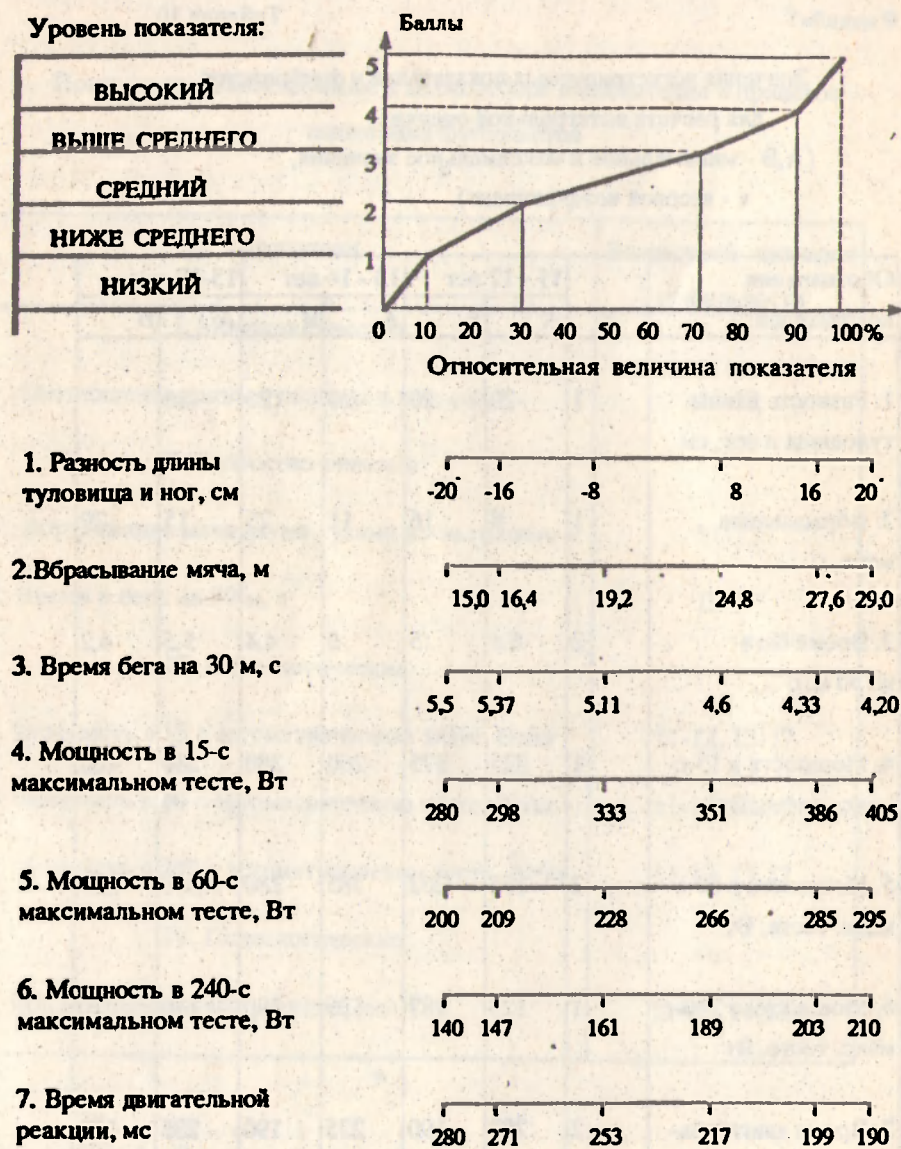 Уровень показателя:
Баллы
ВЫСОКИЙ
ВЫШЕ СРЕДНЕГО
СРЕДНИЙ
НИЖЕ СРЕДНЕГО
НИЗКИЙ
5
4
3
2
1
0 10 20 30 40 50 60 70 80 90 100%
Относительная величина показателя
1. Разность длины
туловища и ног, см
-20 -16 -8 8 16 20
2.Вбрасывание мяча, м
15,0 16,4 19,2 24,8 27,6 29,0
3. Время бега на 30 м, с
5,5 5,37 5,11 4,6 4,33 4,20
4. Мощность в 15-с
максимальном тесте, Вт
280 298 333 351 386 405
5. Мощность в 60-с
максимальном тесте, Вт
200 209 228 266 285 295
6. Мощность в 240-с
максимальном тесте, Вт
140 147 161 189 203 210
7. Время двигательной
реакции, мс
280 271 253 217 199 190